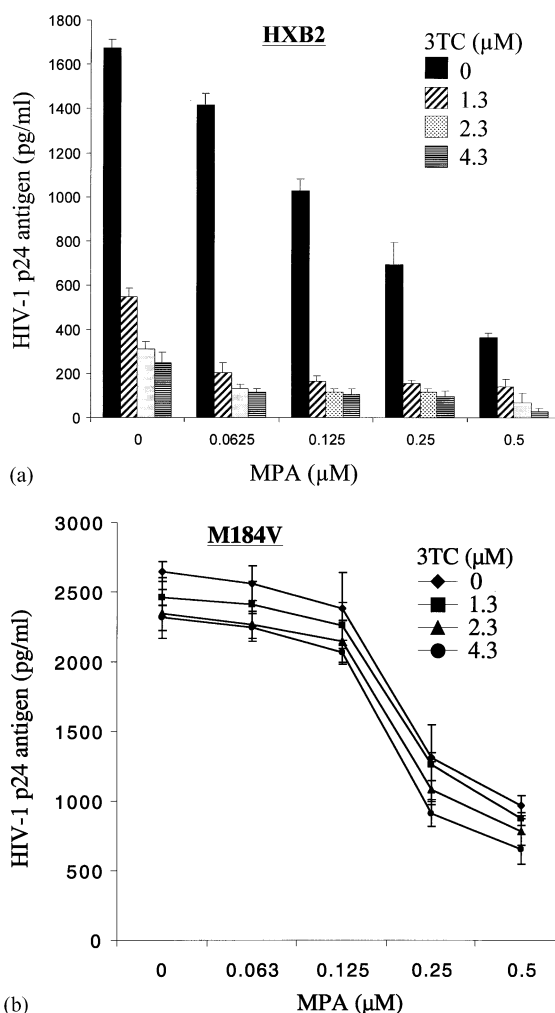 HXB2
3TC (μM)
0
1.3
2.3
4.3
HIV-1 p24 antigen (pg/ml)
1800
1600
1400
1200
1000
800
600
400
200
0
0 0.0625 0.125 0.25 0.5
MPA (μM)
(a)
M184V
3TC (μM)
0
1.3
2.3
4.3
HIV-1 p24 antigen (pg/ml)
3000
2500
2000
1500
1000
500
0
0 0.063 0.125 0.25 0.5
MPA (μM)
(b)